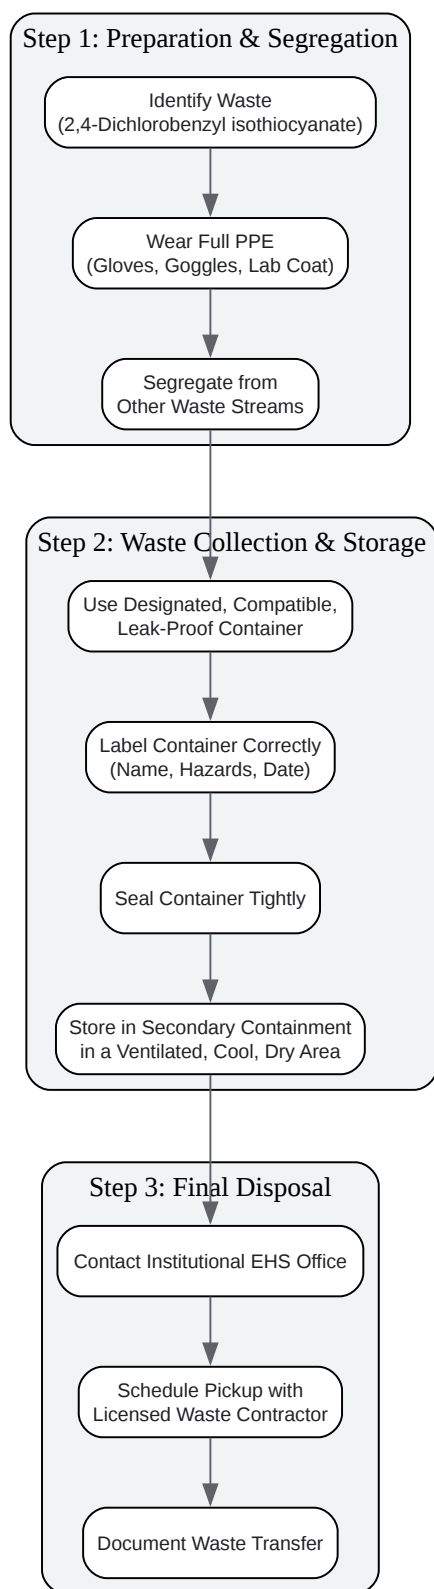 Step 1: Preparation & Segregation
Identify Waste
(2,4-Dichlorobenzyl isothiocyanate)
Wear Full PPE
(Gloves, Goggles, Lab Coat)
Segregate from
Other Waste Streams
Step 2: Waste Collection & Storage
Use Designated, Compatible,
Leak-Proof Container
Label Container Correctly
(Name, Hazards, Date)
Seal Container Tightly
Store in Secondary Containment
in a Ventilated, Cool, Dry Area
Step 3: Final Disposal
Contact Institutional EHS Office
Schedule Pickup with
Licensed Waste Contractor
Document Waste Transfer